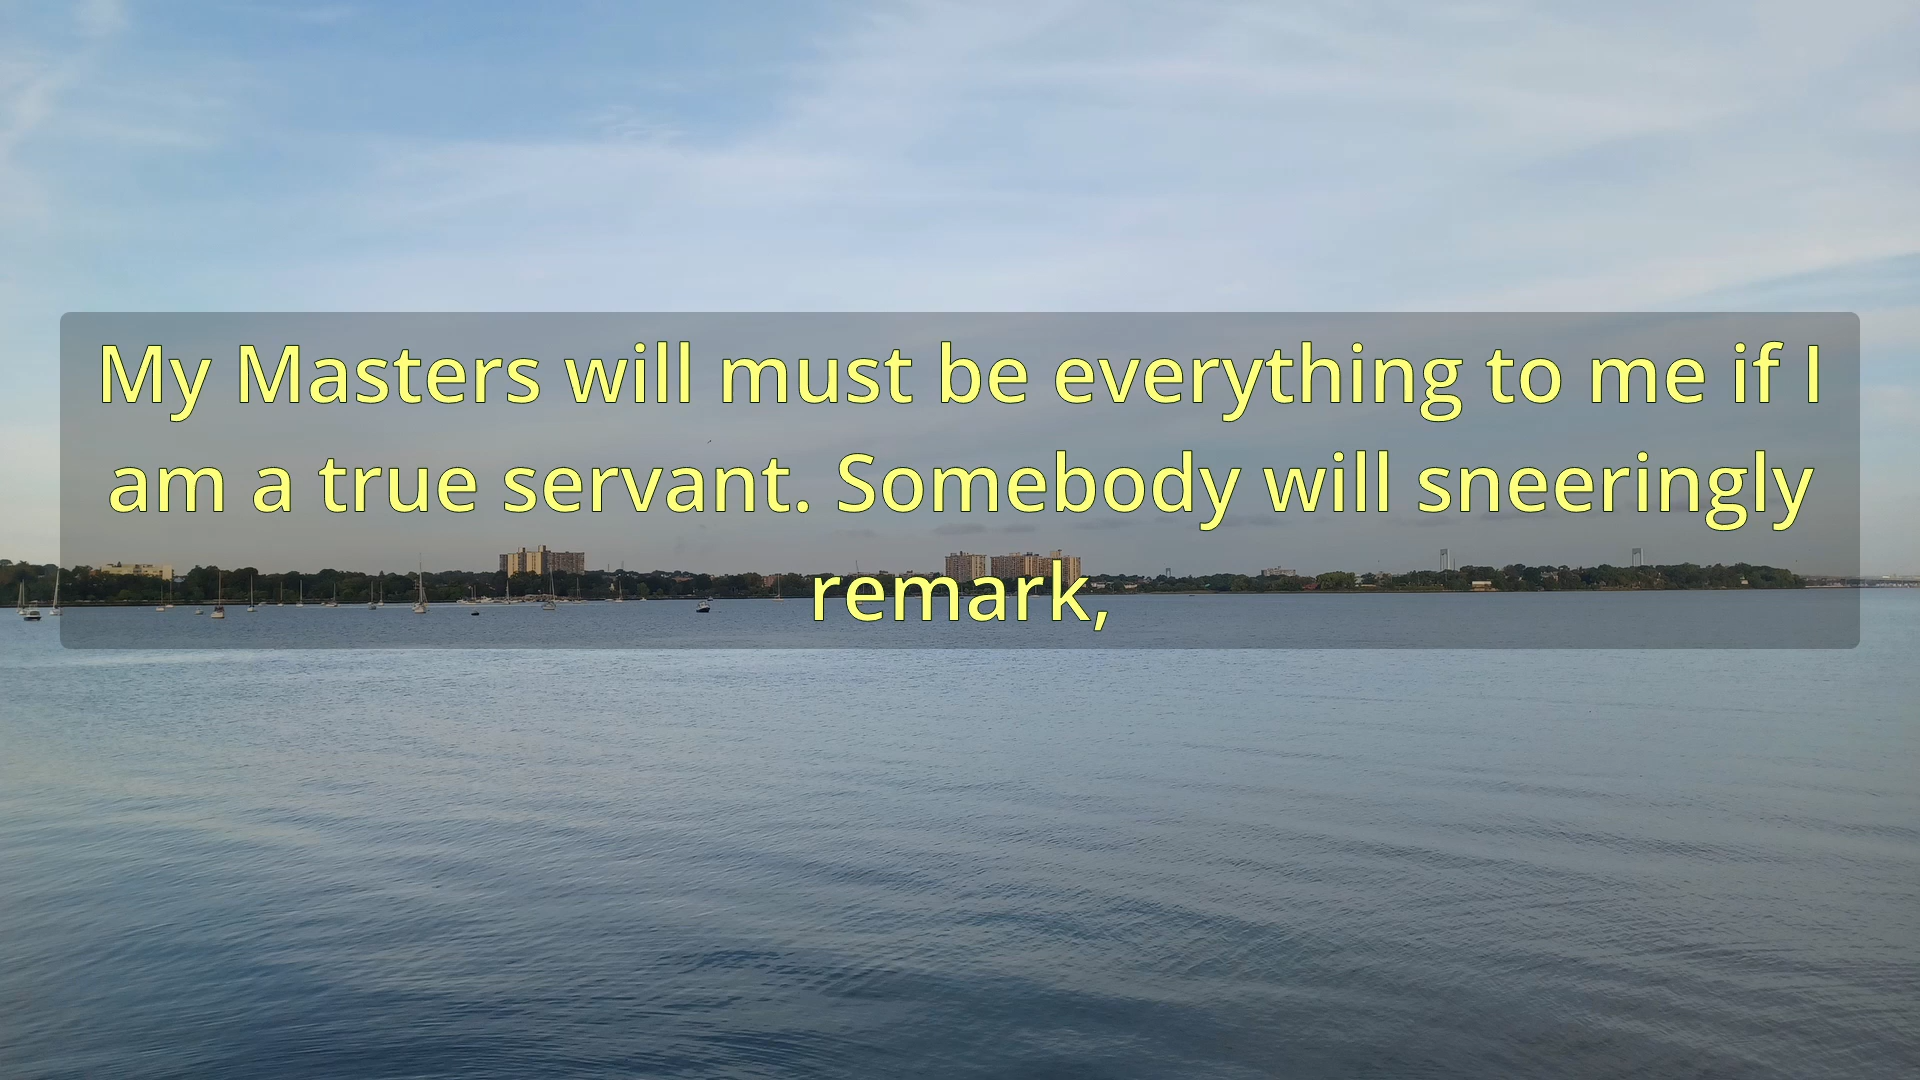 My Masters will must be everything to me if I
am a true servant. Somebody will sneeringly
remark,